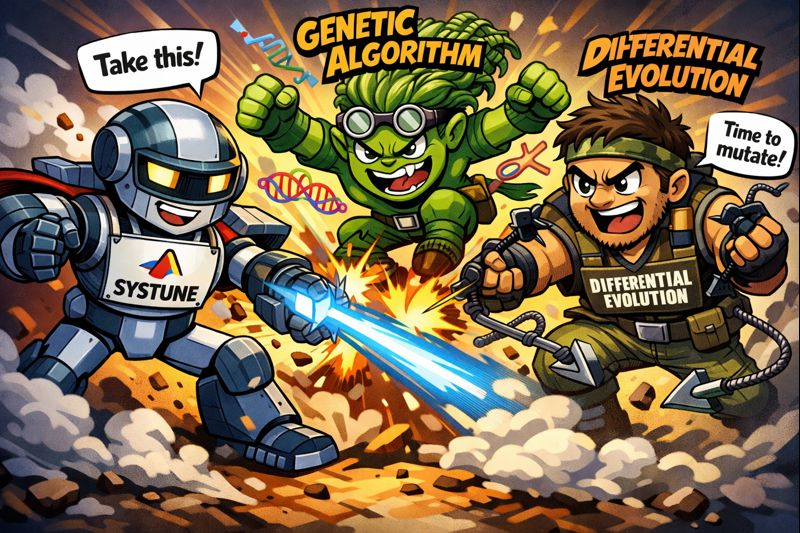 Take this!
GENETIC
ALGORITHM
DIFFERENTIAL
EVOLUTION
Time to
mutate!
SYSTUNE
DIFFERENTIAL
EVOLUTION